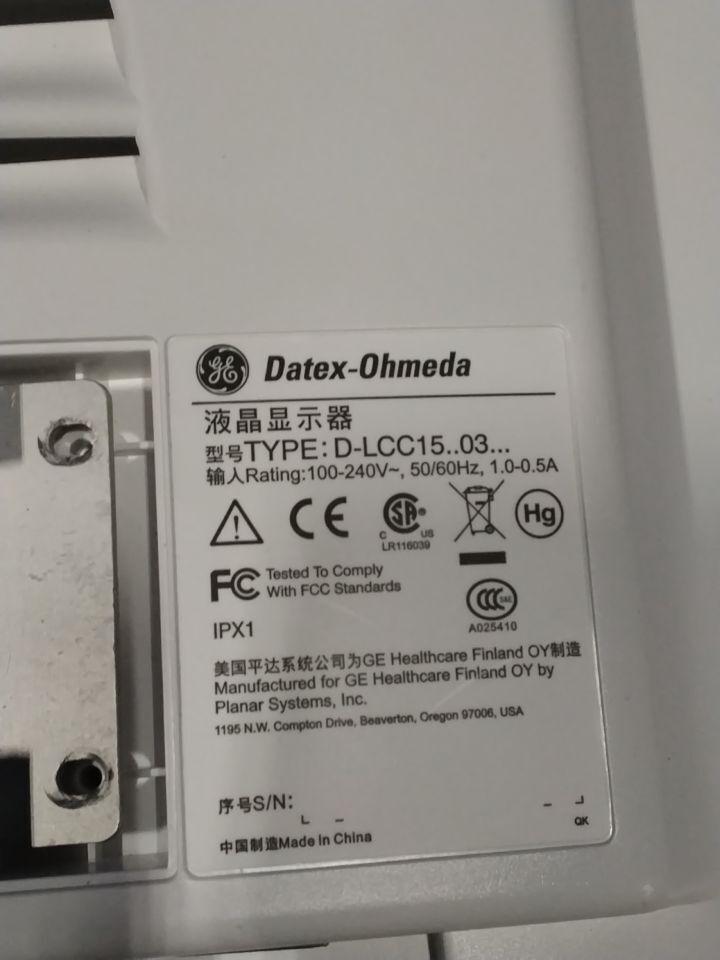 GE Datex-Ohmeda
液晶显示器
型号TYPE: D-LCC15..03...
输入Rating:100-240V~, 50/60Hz, 1.0-0.5A
CE
SA
C US
LR116039
Hg
FC Tested To Comply
With FCC Standards
CCC S&E
A025410
IPX1
美国平达系统公司为GE Healthcare Finland OY制造
Manufactured for GE Healthcare Finland OY by
Planar Systems, Inc.
1195 N.W. Compton Drive, Beaverton, Oregon 97006, USA
序号S/N:
QK
中国制造Made In China